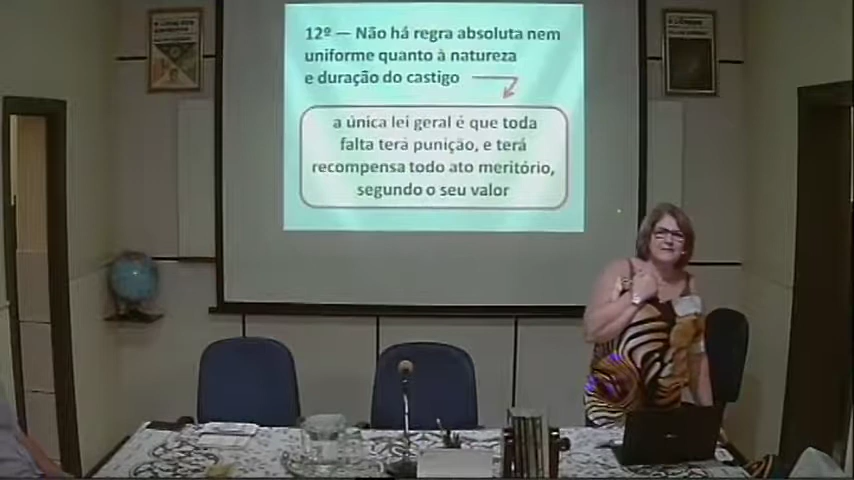 12º — Não há regra absoluta nem
uniforme quanto à natureza
e duração do castigo
a única lei geral é que toda
falta terá punição, e terá
recompensa todo ato meritório,
segundo o seu valor